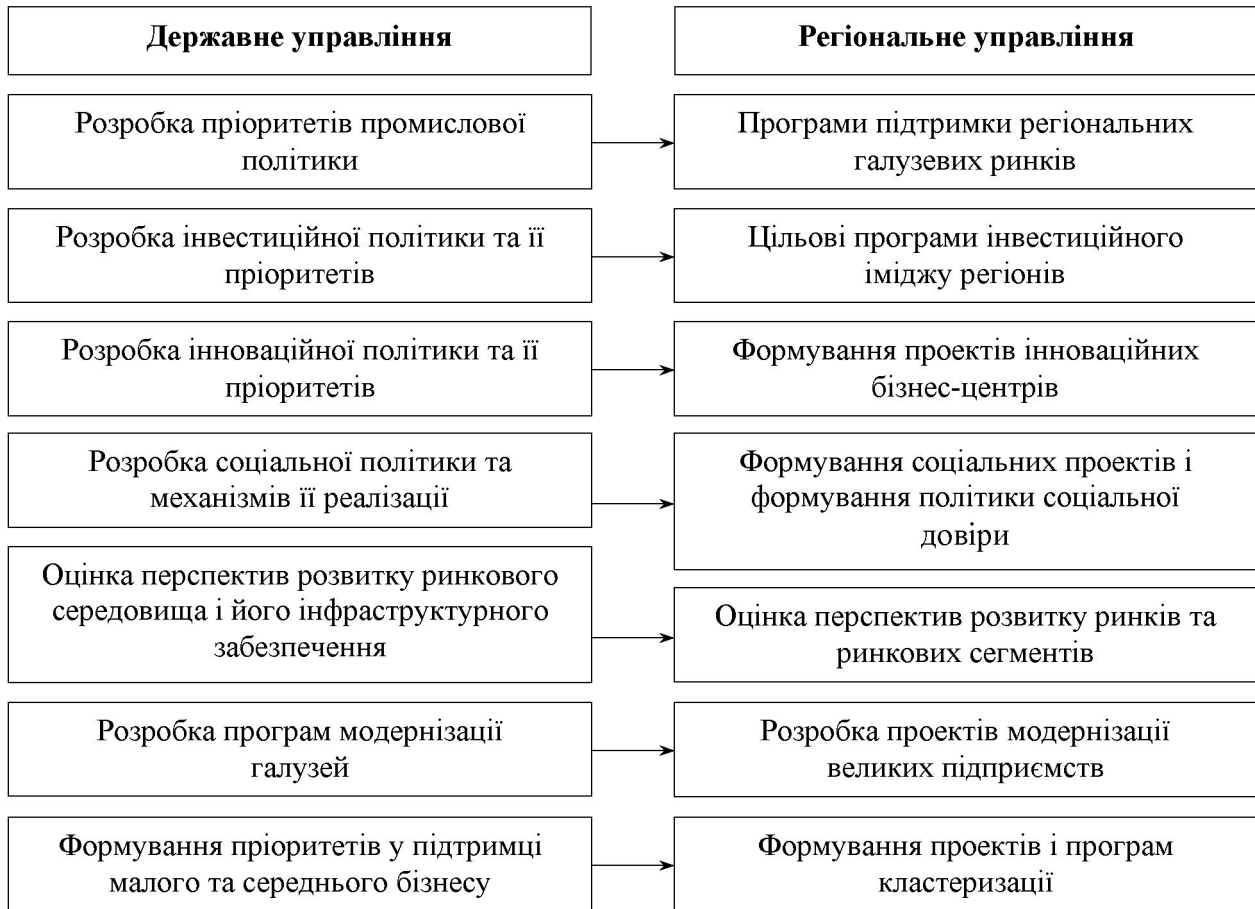 Державне управління
Регіональне управління
Розробка пріоритетів промислової
політики
Програми підтримки регіональних
галузевих ринків
Розробка інвестиційної політики та її
пріоритетів
Цільові програми інвестиційного
іміджу регіонів
Розробка інноваційної політики та її
пріоритетів
Формування проектів інноваційних
бізнес-центрів
Розробка соціальної політики та
механізмів її реалізації
Формування соціальних проектів і
формування політики соціальної
довіри
Оцінка перспектив розвитку ринкового
середовища і його інфраструктурного
забезпечення
Оцінка перспектив розвитку ринків та
ринкових сегментів
Розробка програм модернізації
галузей
Розробка проектів модернізації
великих підприємств
Формування пріоритетів у підтримці
малого та середнього бізнесу
Формування проектів і програм
кластеризації